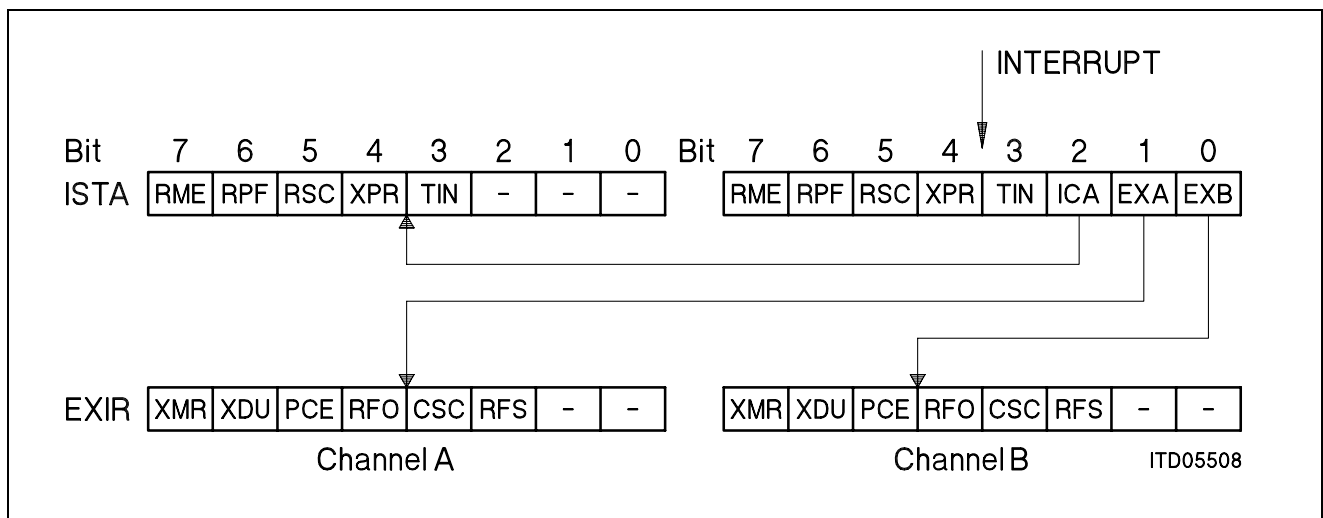 INTERRUPT
Bit 7 6 5 4 3 2 1 0 Bit 7 6 5 4 3 2 1 0
ISTA RME RPF RSC XPR TIN - - - RME RPF RSC XPR TIN ICA EXA EXB
EXIR XMR XDU PCE RFO CSC RFS - - XMR XDU PCE RFO CSC RFS - -
Channel A Channel B ITD05508